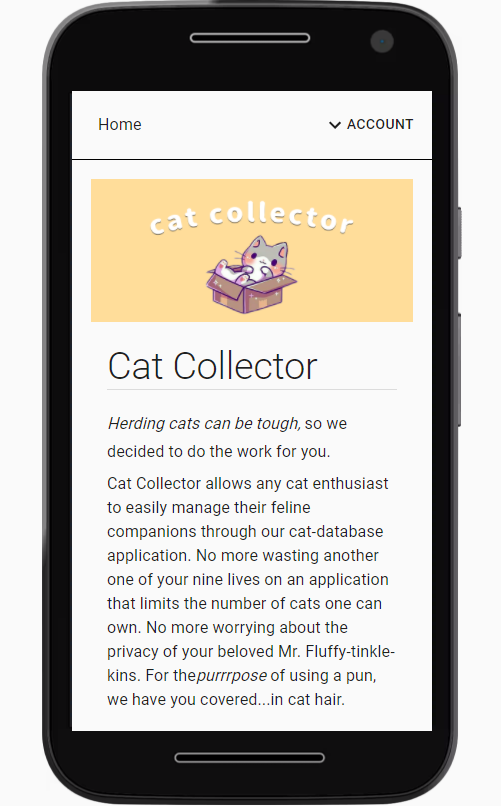 Home
ACCOUNT
cat collector
Cat Collector
Herding cats can be tough, so we
decided to do the work for you.
Cat Collector allows any cat enthusiast
to easily manage their feline
companions through our cat-database
application. No more wasting another
one of your nine lives on an application
that limits the number of cats one can
own. No more worrying about the
privacy of your beloved Mr. Fluffy-tinkle-
kins. For thepurrrpose of using a pun,
we have you covered...in cat hair.